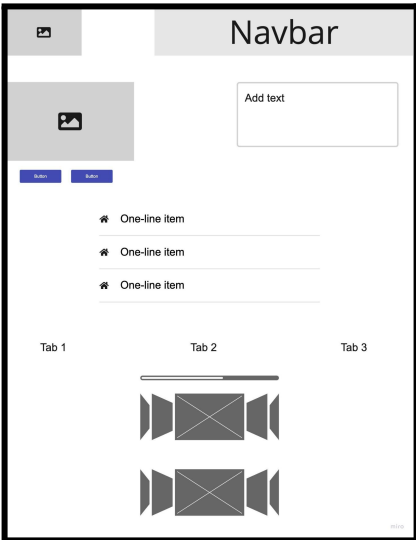 Navbar
Add text
Button Button
One-line item
One-line item
One-line item
Tab 1 Tab 2 Tab 3
miro